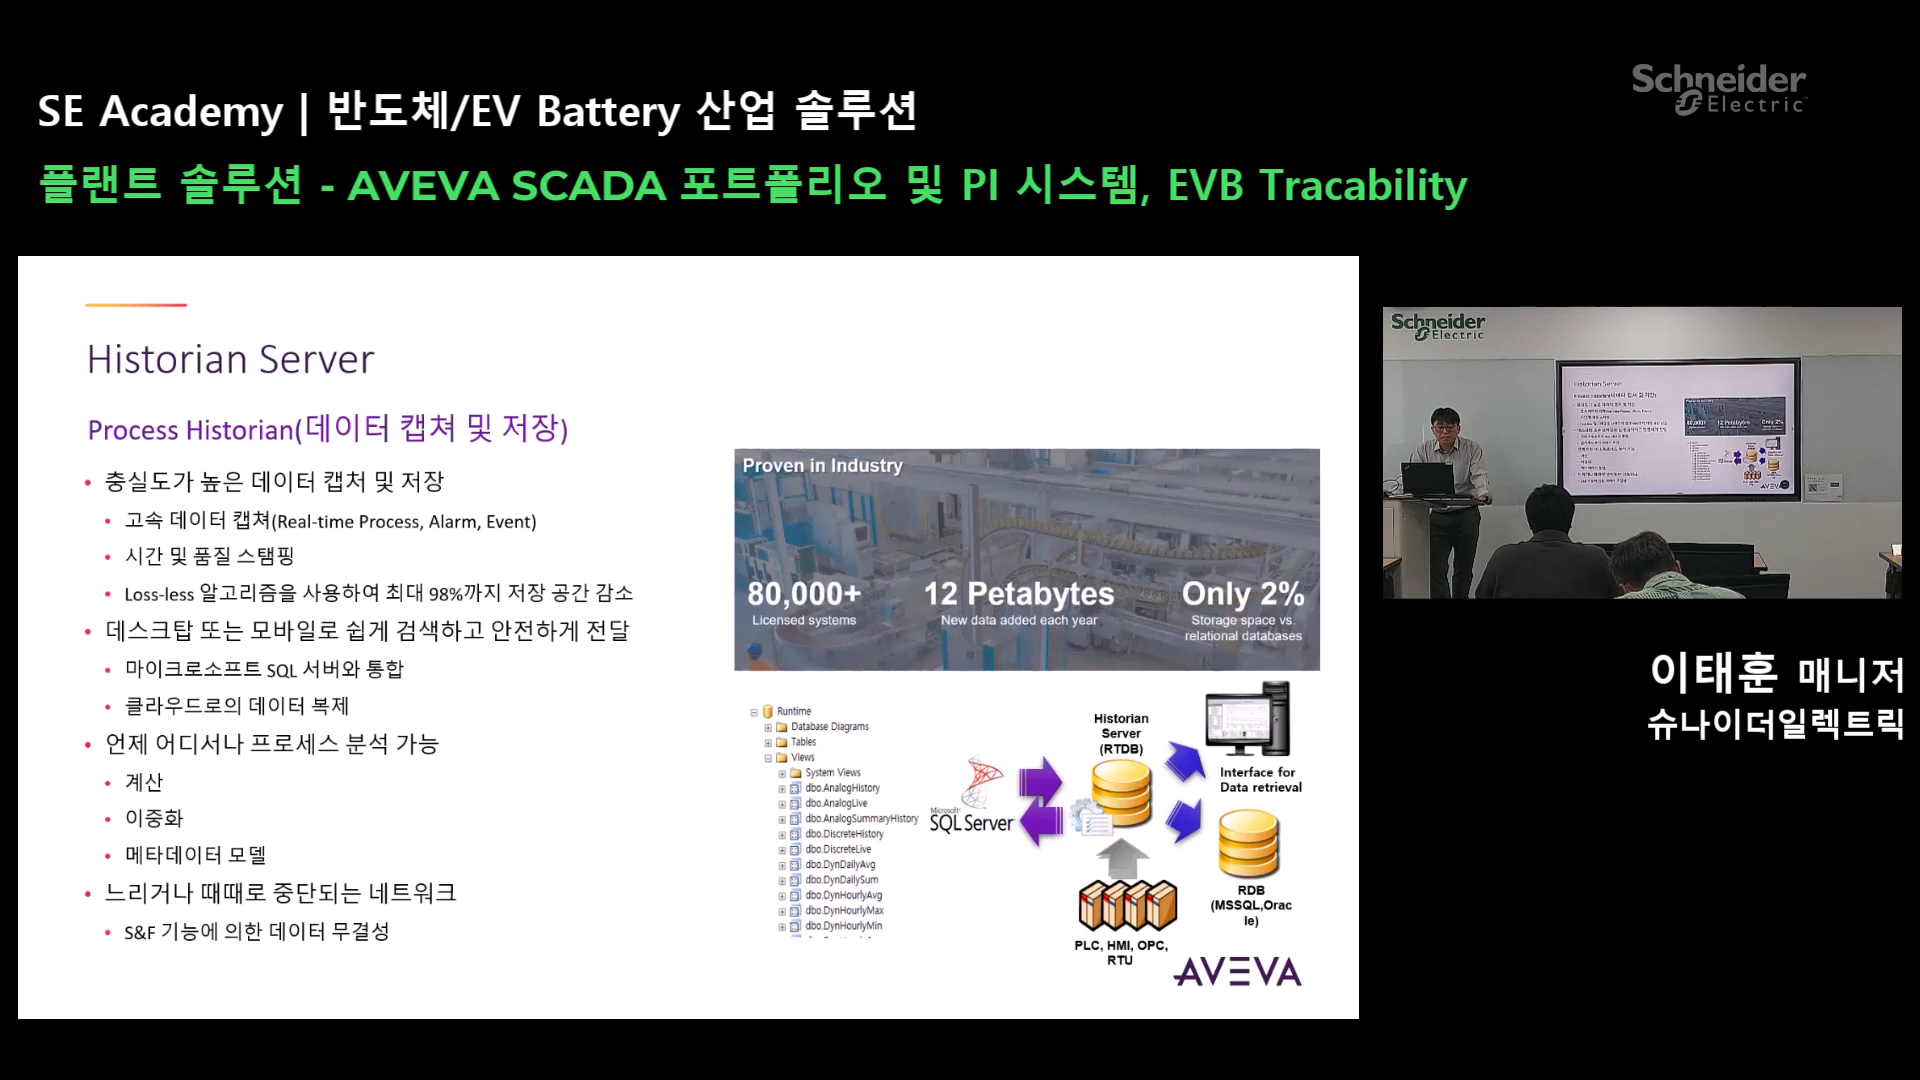 SE Academy | 반도체/EV Battery 산업 솔루션
플랜트 솔루션 - AVEVA SCADA 포트폴리오 및 PI 시스템, EVB Tracability
Schneider
Electric
Historian Server
Process Historian(데이터 캡쳐 및 저장)
• 충실도가 높은 데이터 캡처 및 저장
• 고속 데이터 캡쳐(Real-time Process, Alarm, Event)
• 시간 및 품질 스탬핑
• Loss-less 알고리즘을 사용하여 최대 98%까지 저장 공간 감소
• 데스크탑 또는 모바일로 쉽게 검색하고 안전하게 전달
• 마이크로소프트 SQL 서버와 통합
• 클라우드로의 데이터 복제
• 언제 어디서나 프로세스 분석 가능
• 계산
• 이중화
• 메타데이터 모델
• 느리거나 때때로 중단되는 네트워크
• S&F 기능에 의한 데이터 무결성
Proven in Industry
80,000+
Licensed systems
12 Petabytes
New data added each year
Only 2%
Storage space vs.
relational databases
Runtime
Database Diagrams
Tables
Views
System Views
dbo.AnalogHistory
dbo.AnalogLive
dbo.AnalogSummaryHistory
dbo.DiscreteHistory
dbo.DiscreteLive
dbo.DynDailyAvg
dbo.DynDailySum
dbo.DynHourlyAvg
dbo.DynHourlyMax
dbo.DynHourlyMin
Microsoft
SQL Server
Historian
Server
(RTDB)
Interface for
Data retrieval
RDB
(MSSQL,Orac
le)
PLC, HMI, OPC,
RTU
AVEVA
Schneider
Electric
Historian Server
80,000+
12 Petabytes
Only 2%
AVEVA
이태훈 매니저
슈나이더일렉트릭